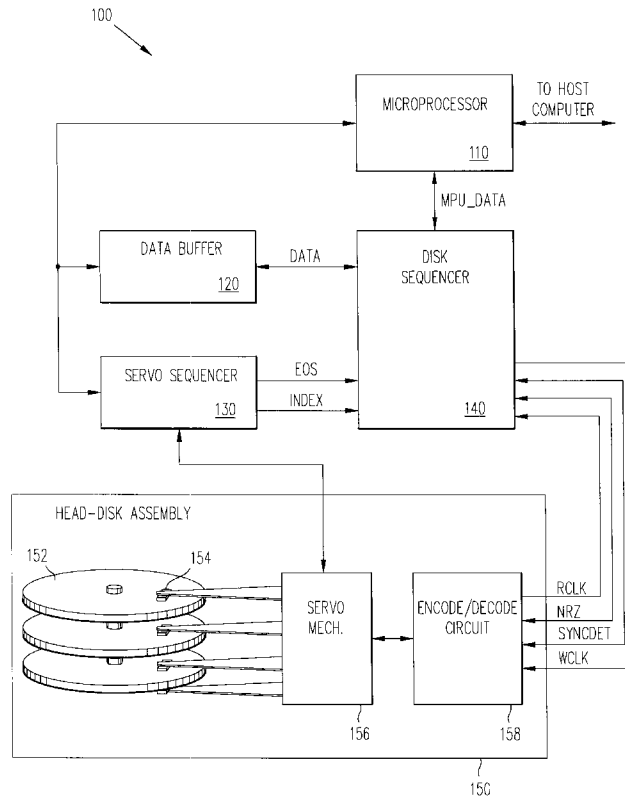 100
MICROPROCESSOR
110
TO HOST
COMPUTER
MPU_DATA
DATA BUFFER
120
DATA
DISK
SEQUENCER
140
SERVO SEQUENCER
130
EOS
INDEX
HEAD-DISK ASSEMBLY
152
154
SERVO
MECH.
156
ENCODE/DECODE
CIRCUIT
158
RCLK
NRZ
SYNCDET
WCLK
150